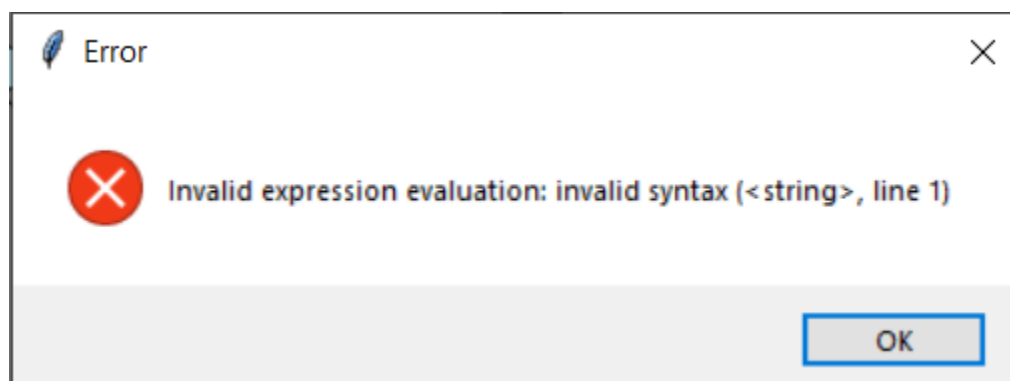 Error
Invalid expression evaluation: invalid syntax (<string>, line 1)
OK